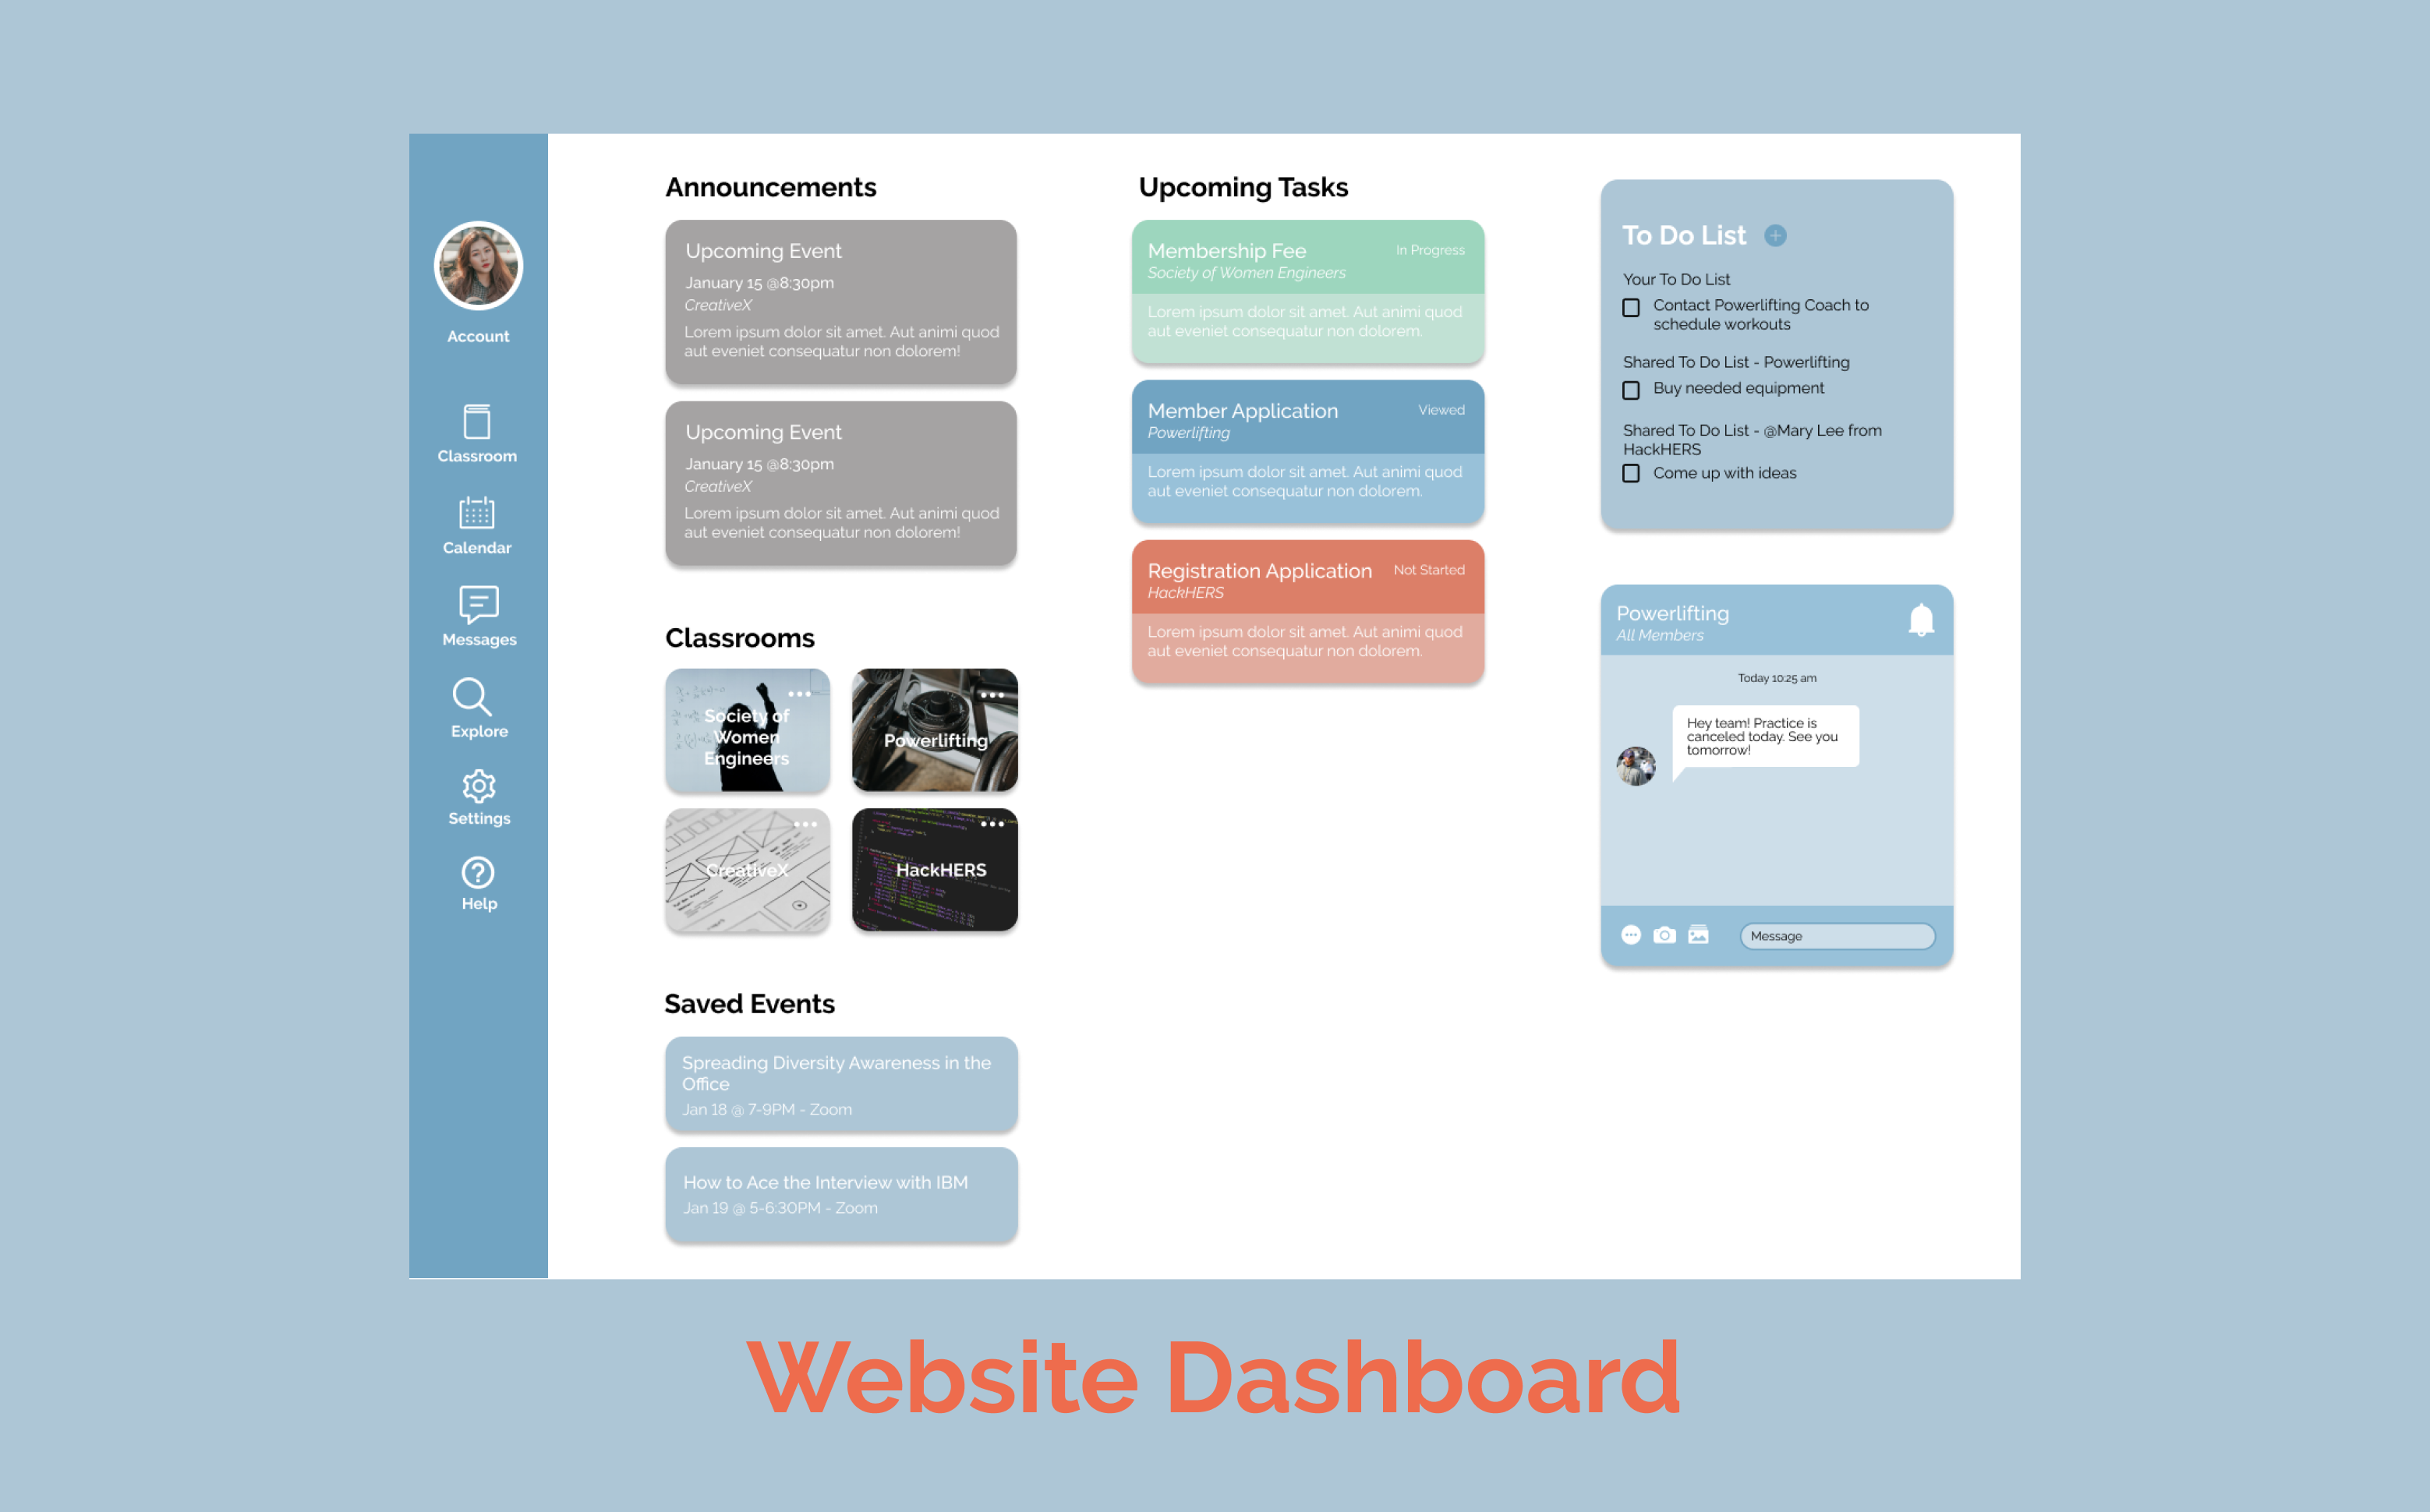 Account
Classroom
Calendar
Messages
Explore
Settings
Help
Announcements
Upcoming Event
January 15 @8:30pm
CreativeX
Lorem ipsum dolor sit amet. Aut animi quod
aut eveniet consequatur non dolorem!
Upcoming Event
January 15 @8:30pm
CreativeX
Lorem ipsum dolor sit amet. Aut animi quod
aut eveniet consequatur non dolorem!
Classrooms
Society of
Women
Engineers
Powerlifting
CreativeX
HackHERS
Saved Events
Spreading Diversity Awareness in the
Office
Jan 18 @ 7-9PM - Zoom
How to Ace the Interview with IBM
Jan 19 @ 5-6:30PM - Zoom
Upcoming Tasks
Membership Fee
In Progress
Society of Women Engineers
Lorem ipsum dolor sit amet. Aut animi quod
aut eveniet consequatur non dolorem.
Member Application
Viewed
Powerlifting
Lorem ipsum dolor sit amet. Aut animi quod
aut eveniet consequatur non dolorem.
Registration Application
Not Started
HackHERS
Lorem ipsum dolor sit amet. Aut animi quod
aut eveniet consequatur non dolorem.
To Do List
Your To Do List
Contact Powerlifting Coach to
schedule workouts
Shared To Do List - Powerlifting
Buy needed equipment
Shared To Do List - @Mary Lee from
HackHERS
Come up with ideas
Powerlifting
All Members
Today 10:25 am
Hey team! Practice is
canceled today. See you
tomorrow!
Message
Website Dashboard